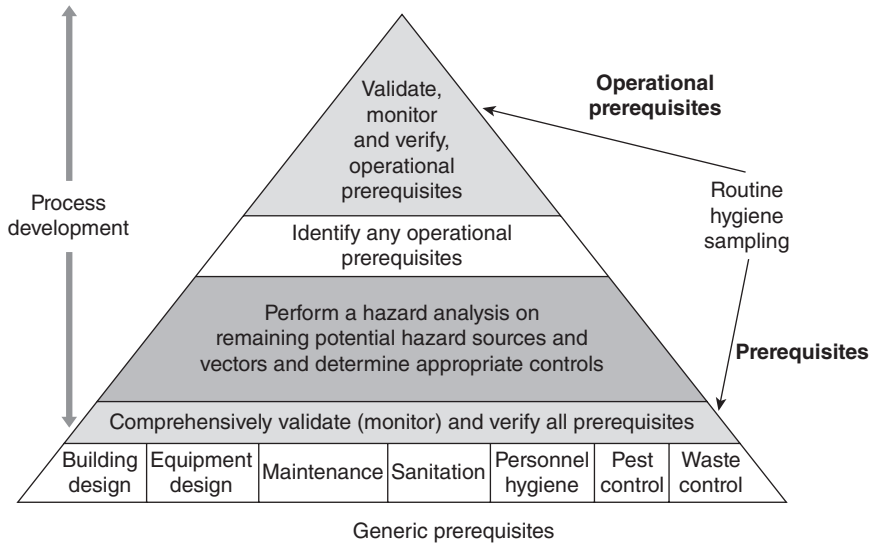 Validate,
monitor
and verify,
operational
prerequisites
Operational
prerequisites
Process
development
Routine
hygiene
sampling
Identify any operational
prerequisites
Perform a hazard analysis on
remaining potential hazard sources and
vectors and determine appropriate controls
Prerequisites
Comprehensively validate (monitor) and verify all prerequisites
Building
design
Equipment
design
Maintenance
Sanitation
Personnel
hygiene
Pest
control
Waste
control
Generic prerequisites